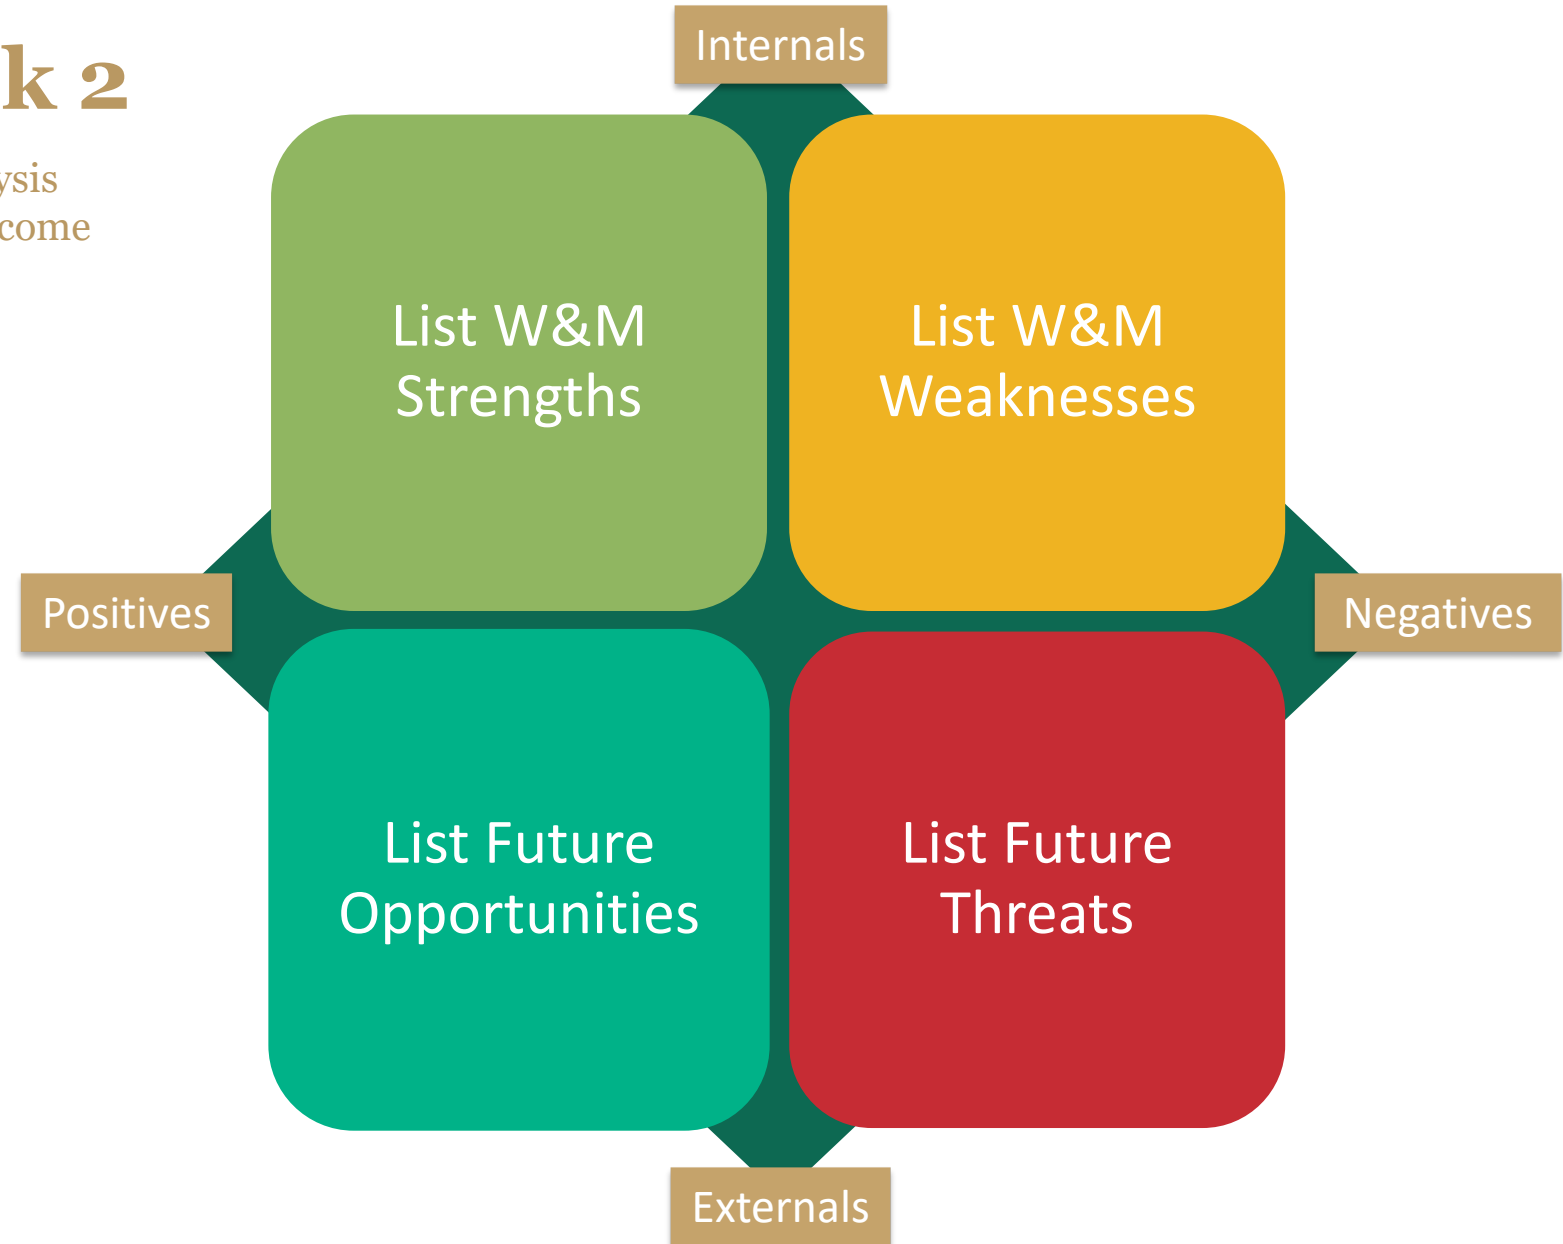 Internals
k 2
ysis
come
List W&M
Strengths
List W&M
Weaknesses
Positives
Negatives
List Future
Opportunities
List Future
Threats
Externals